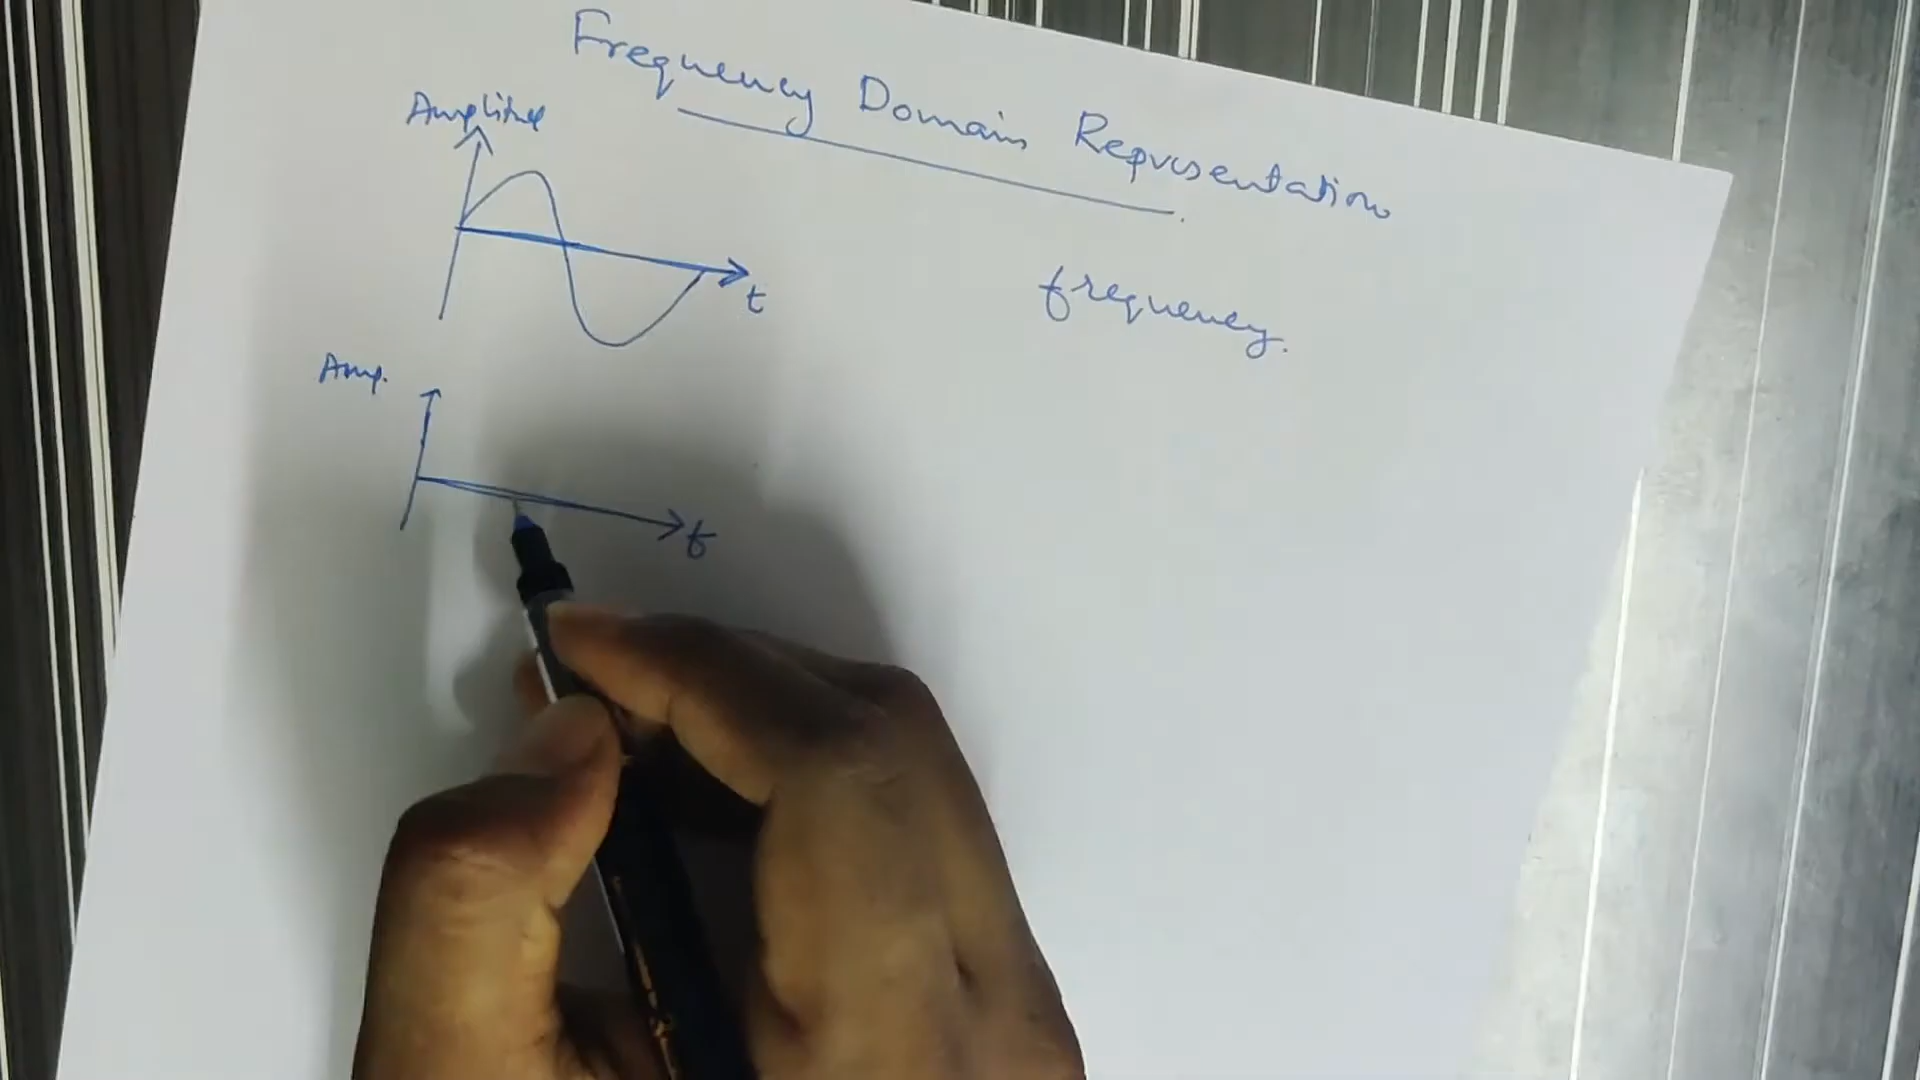 Frequency Domain Representation
Amplitude
t
frequency.
Amp.
f